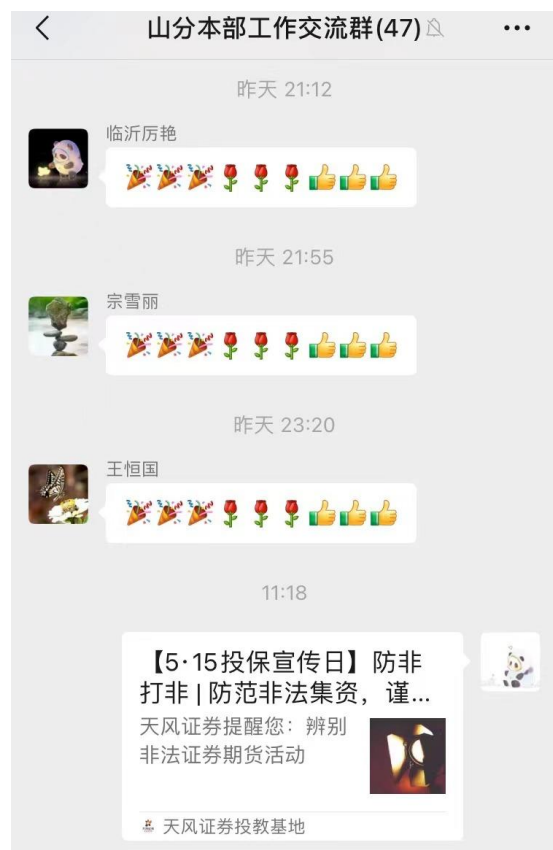 山分本部工作交流群(47)
昨天 21:12
临沂厉艳
昨天 21:55
宗雪丽
昨天 23:20
王恒国
11:18
【5·15投保宣传日】防非
打非 | 防范非法集资，谨...
天风证券提醒您：辨别
非法证券期货活动
天风证券投教基地